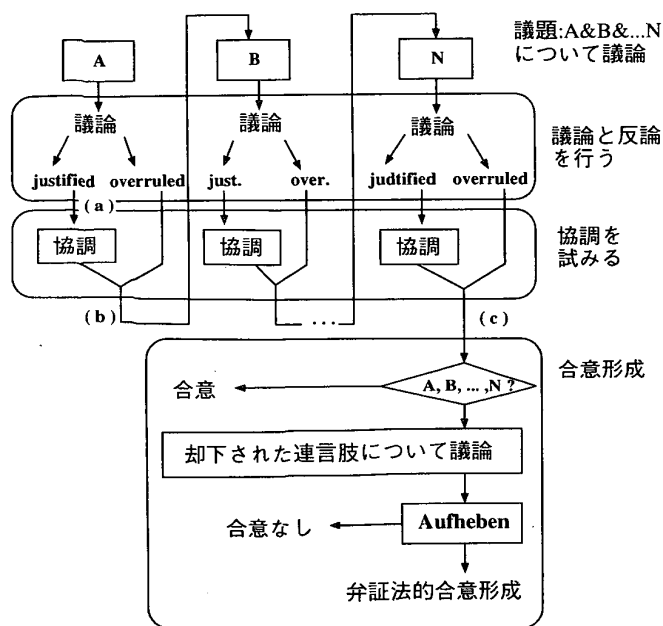 議題:A&B&...N
について議論
A
B
N
議論
議論
議論
議論と反論
を行う
justified
overruled
just.
over.
judtified
overruled
(a)
協調
協調
協調
協調を
試みる
(b)
...
(c)
合意形成
合意
A, B, ... ,N ?
却下された連言肢について議論
合意なし
Aufheben
弁証法的合意形成